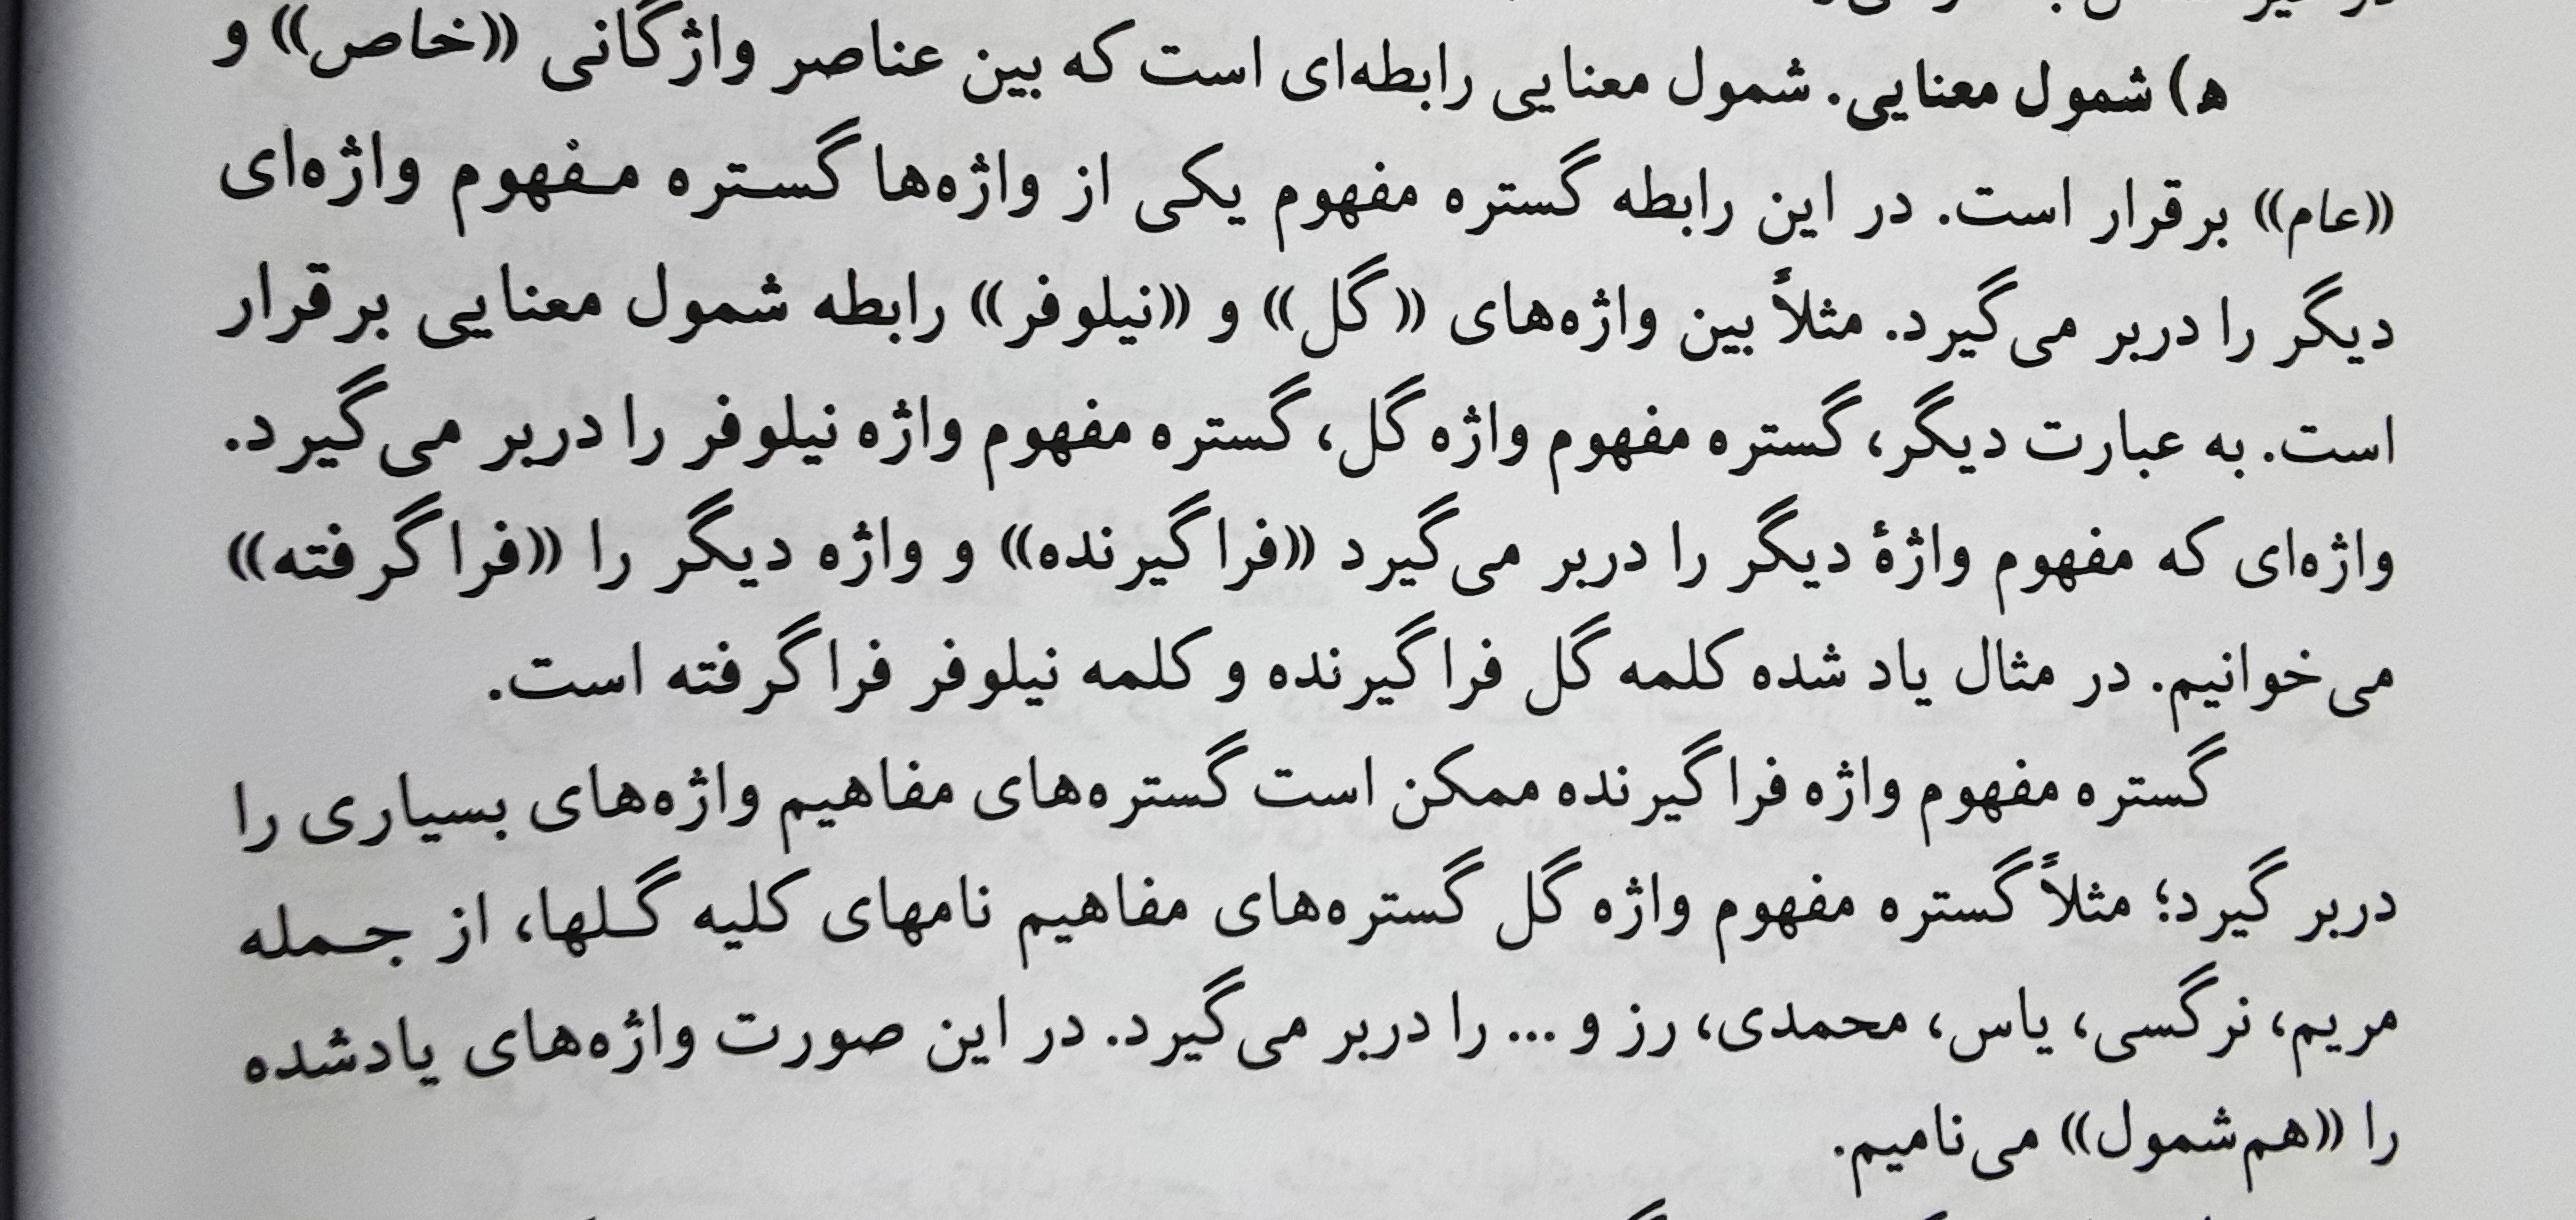 ه‍) شمول معنایی. شمول معنایی رابطه‌ای است که بین عناصر واژگانی «خاص» و
«عام» برقرار است. در این رابطه گستره مفهوم یکی از واژه‌ها گستره مفهوم واژه‌ای
دیگر را دربر می‌گیرد. مثلاً بین واژه‌های «گل» و «نیلوفر» رابطه شمول معنایی برقرار
است. به عبارت دیگر، گستره مفهوم واژه گل، گستره مفهوم واژه نیلوفر را دربر می‌گیرد.
واژه‌ای که مفهوم واژهٔ دیگر را دربر می‌گیرد «فراگیرنده» و واژه دیگر را «فراگرفته»
می‌خوانیم. در مثال یاد شده کلمه گل فراگیرنده و کلمه نیلوفر فراگرفته است.
گستره مفهوم واژه فراگیرنده ممکن است گستره‌های مفاهیم واژه‌های بسیاری را
دربر گیرد؛ مثلاً گستره مفهوم واژه گل گستره‌های مفاهیم نامهای کلیه گلها، از جمله
مریم، نرگسی، یاس، محمدی، رز و ... را دربر می‌گیرد. در این صورت واژه‌های یادشده
را «هم‌شمول» می‌نامیم.